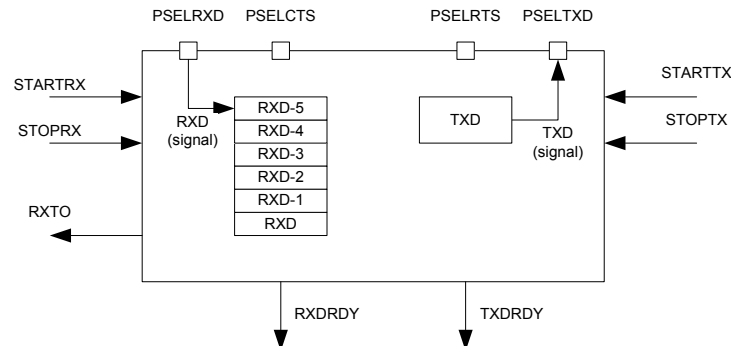 PSELRXD PSELCTS PSELRTS PSELTXD
STARTRX
STARTTX
RXD
(signal)
RXD-5
RXD-4
RXD-3
RXD-2
RXD-1
RXD
TXD
TXD
(signal)
STOPRX
STOPTX
RXTO
RXDRDY
TXDRDY